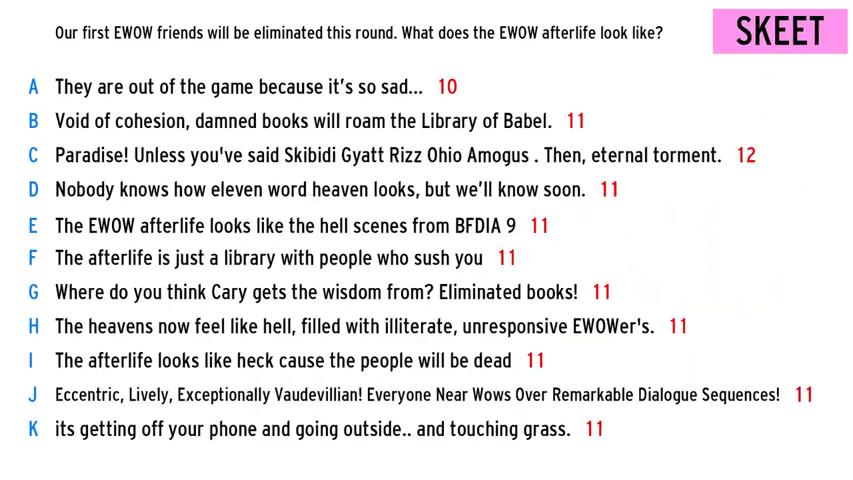 Our first EWOW friends will be eliminated this round. What does the EWOW afterlife look like?
SKEET
A They are out of the game because it's so sad... 10
B Void of cohesion, damned books will roam the Library of Babel. 11
C Paradise! Unless you've said Skibidi Gyatt Rizz Ohio Amogus . Then, eternal torment. 12
D Nobody knows how eleven word heaven looks, but we'll know soon. 11
E The EWOW afterlife looks like the hell scenes from BFDIA 9 11
F The afterlife is just a library with people who sush you 11
G Where do you think Cary gets the wisdom from? Eliminated books! 11
H The heavens now feel like hell, filled with illiterate, unresponsive EWOWer's. 11
I The afterlife looks like heck cause the people will be dead 11
J Eccentric, Lively, Exceptionally Vaudevillian! Everyone Near Wows Over Remarkable Dialogue Sequences! 11
K its getting off your phone and going outside.. and touching grass. 11